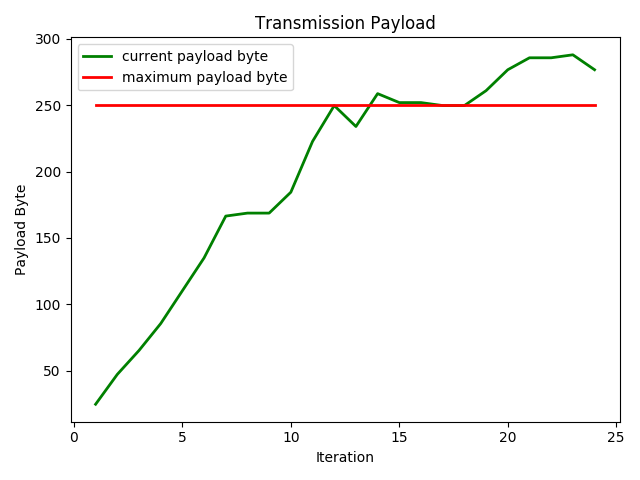 Transmission Payload
current payload byte
maximum payload byte
300
250
200
150
100
50
Payload Byte
0 5 10 15 20 25
Iteration